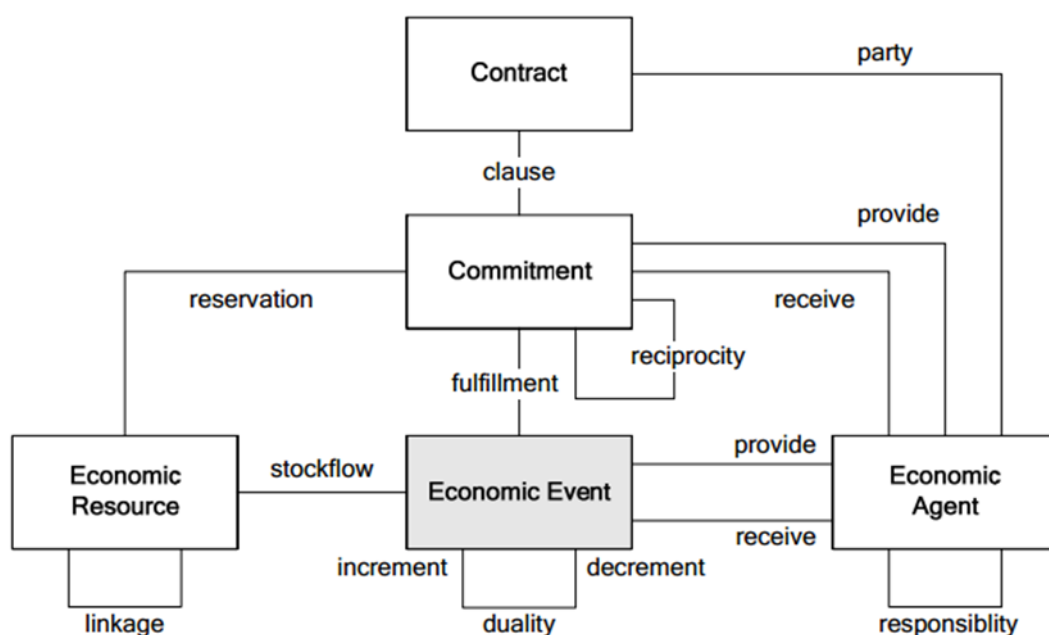 Contract
party
clause
provide
Commitment
reservation
receive
reciprocity
fulfillment
Economic
Resource
stockflow
Economic Event
provide
receive
Economic
Agent
increment
decrement
linkage
duality
responsiblity